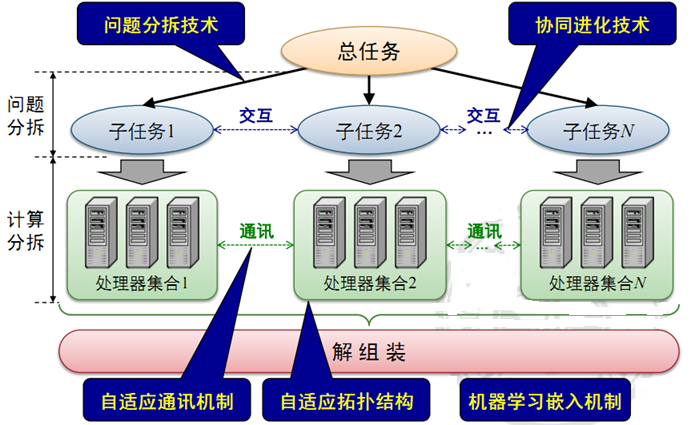 问题分拆技术
协同进化技术
总任务
问题
分拆
子任务1
交互
子任务2
交互
...
子任务N
计算
分拆
通讯
通讯
...
处理器集合1
处理器集合2
处理器集合N
解组装
自适应通讯机制
自适应拓扑结构
机器学习嵌入机制